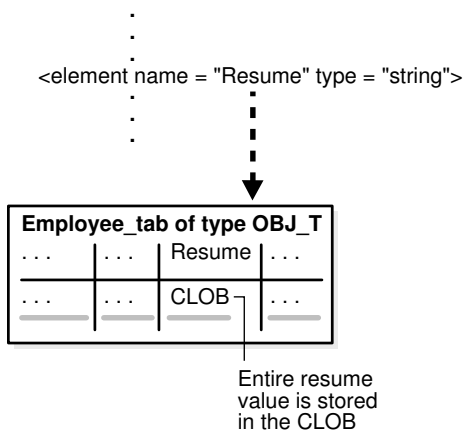 .
.
.
<element name = "Resume" type = "string">
.
.
.
Employee_tab of type OBJ_T
. . . . . . Resume . . .
. . . . . . CLOB . . .
Entire resume
value is stored
in the CLOB